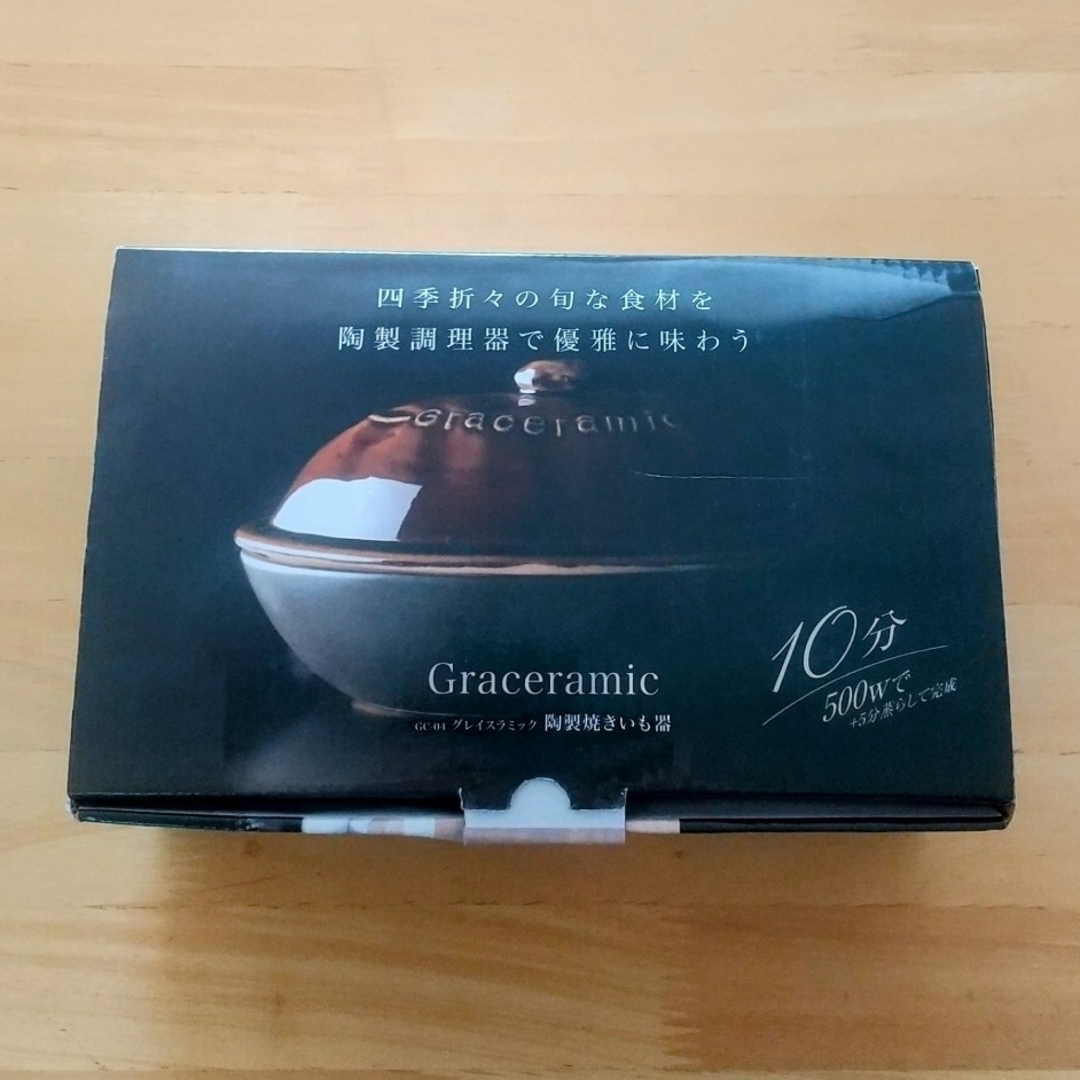 四季折々の旬な食材を
陶製調理器で優雅に味わう
Graceramic
Graceramic
GC-04 グレイスラミック 陶製焼きいも器
10分
500wで
+5分蒸らして完成